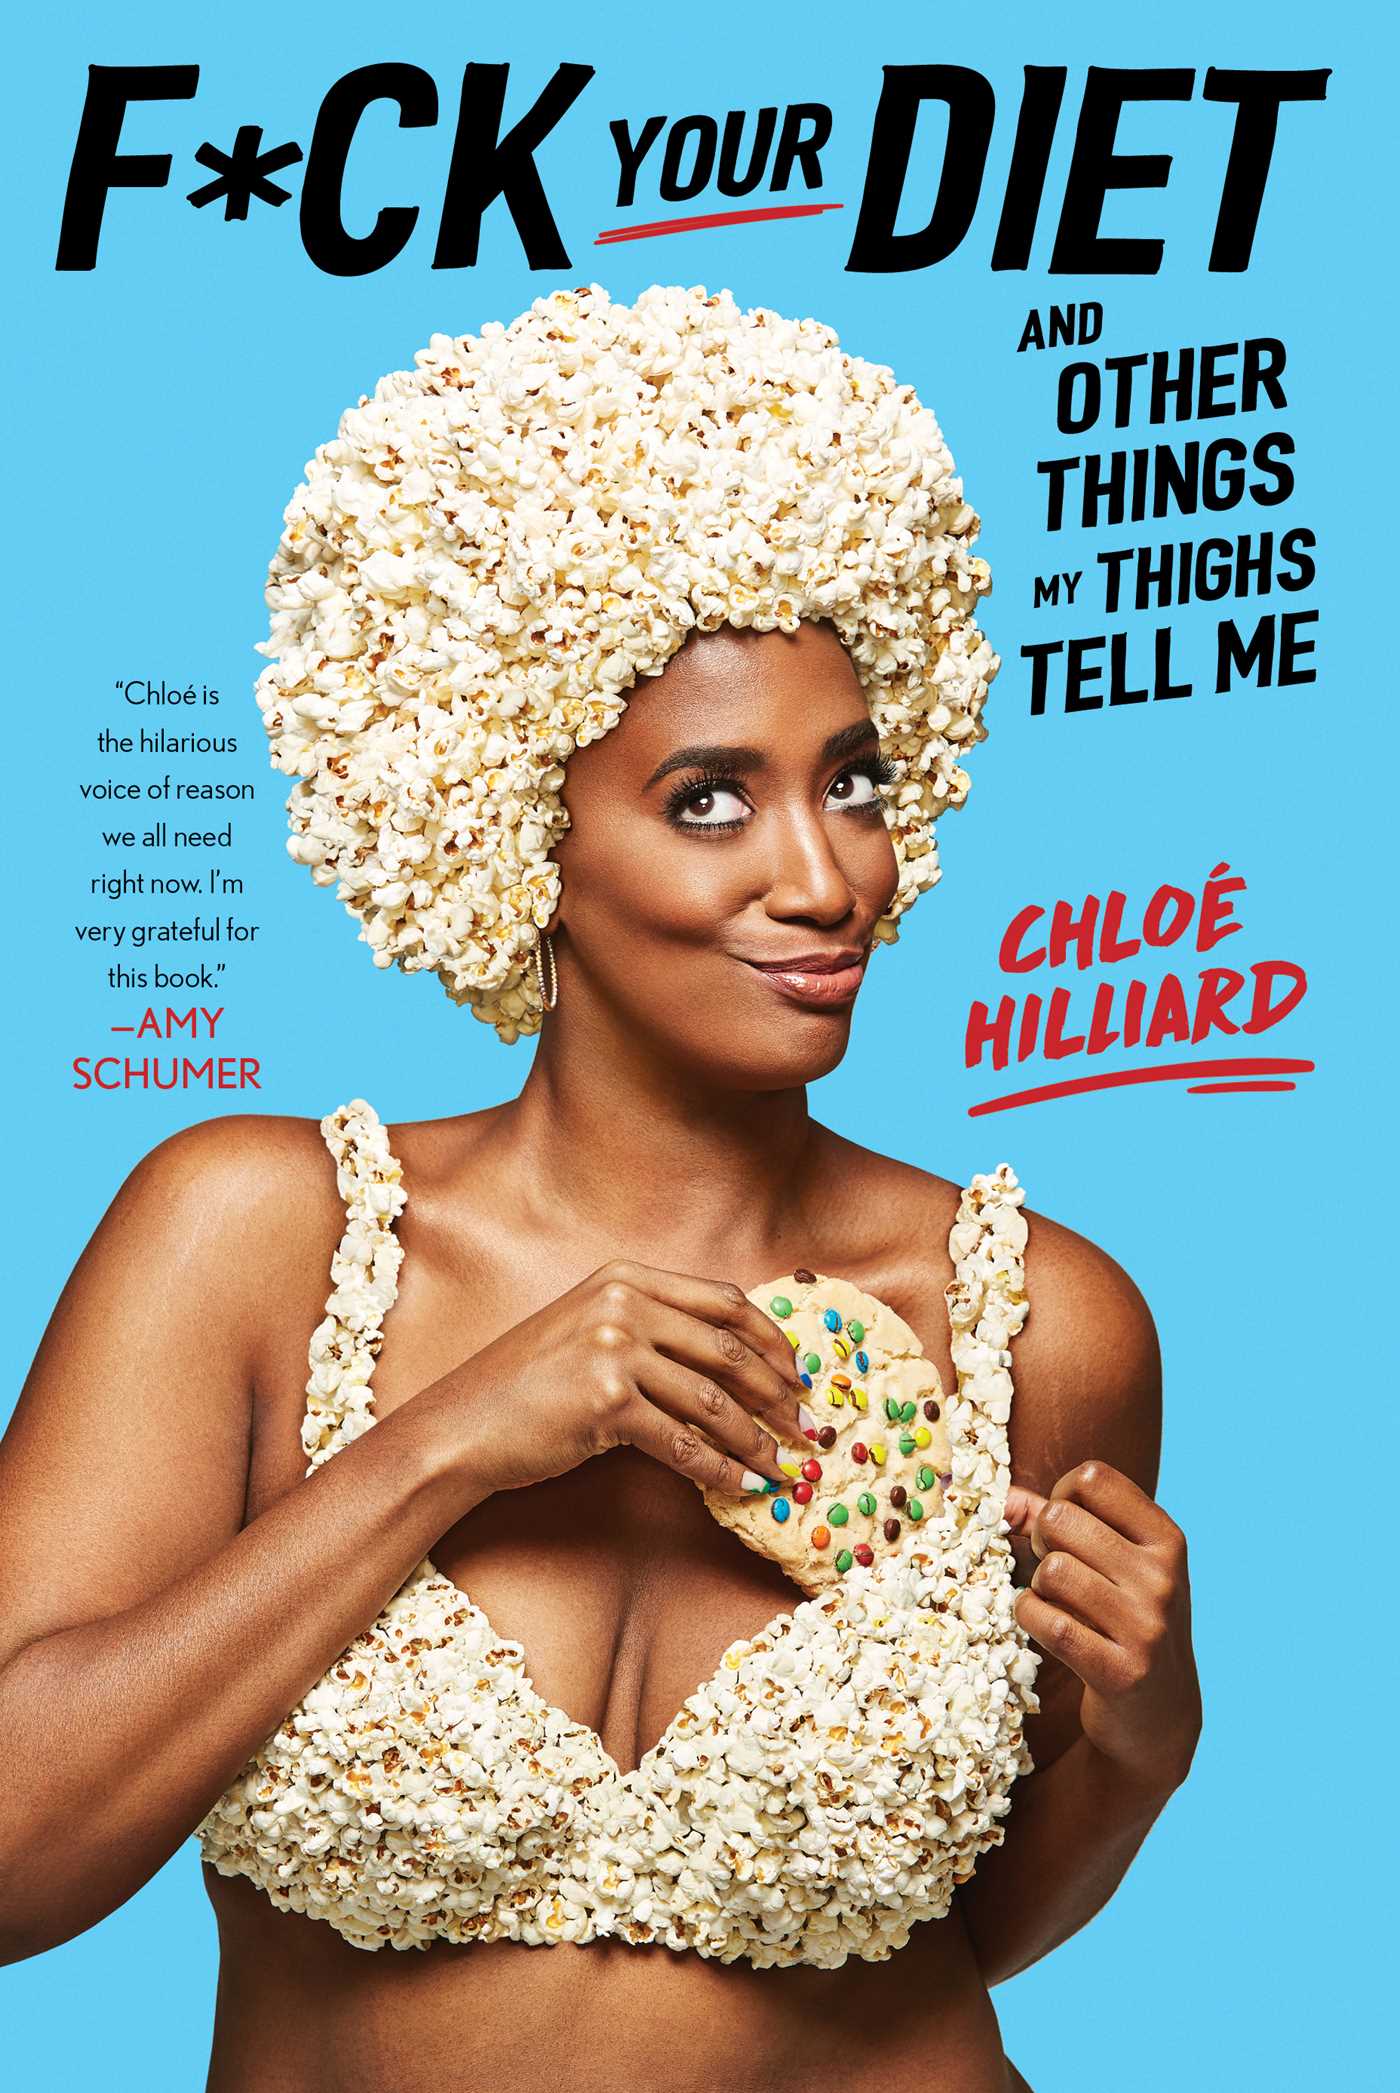 F*CK YOUR DIET
AND
OTHER
THINGS
MY THIGHS
TELL ME
“Chloé is
the hilarious
voice of reason
we all need
right now. I’m
very grateful for
this book.”
—AMY
SCHUMER
CHLOÉ
HILLIARD